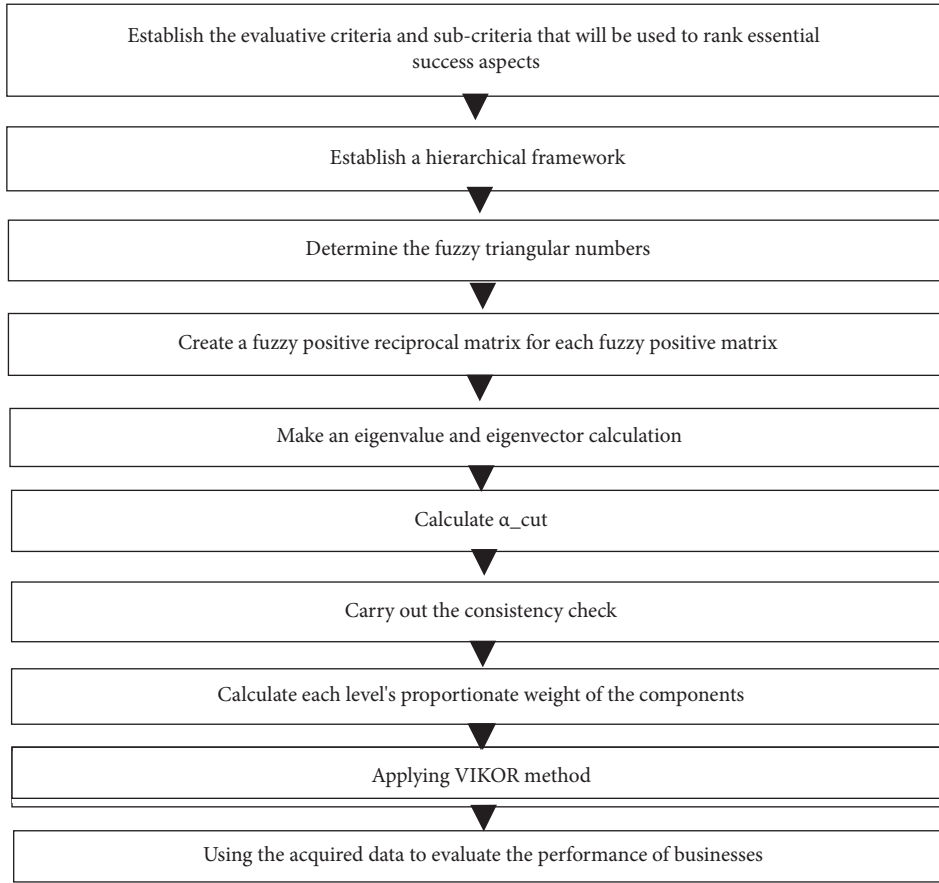 Establish the evaluative criteria and sub-criteria that will be used to rank essential
success aspects
Establish a hierarchical framework
Determine the fuzzy triangular numbers
Create a fuzzy positive reciprocal matrix for each fuzzy positive matrix
Make an eigenvalue and eigenvector calculation
Calculate α_cut
Carry out the consistency check
Calculate each level's proportionate weight of the components
Applying VIKOR method
Using the acquired data to evaluate the performance of businesses